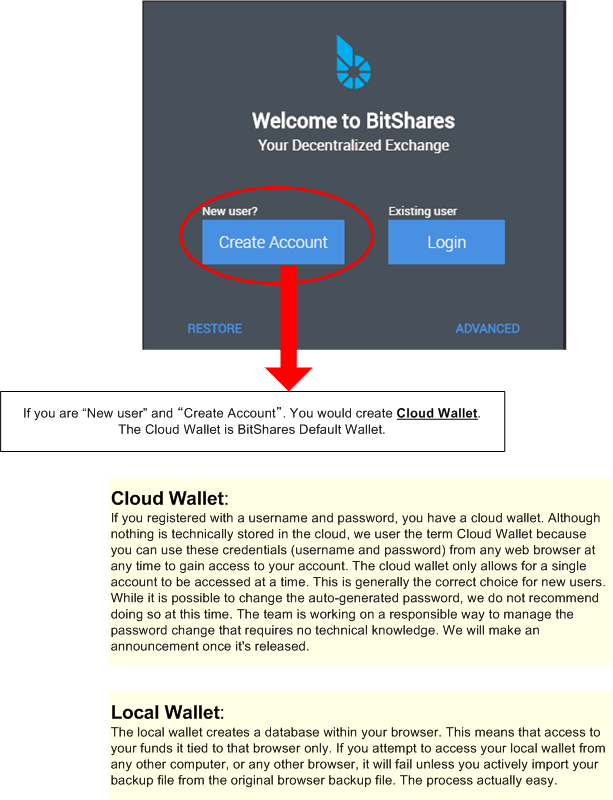 Welcome to BitShares
Your Decentralized Exchange
New user?
Existing user
Create Account
Login
RESTORE
ADVANCED
If you are “New user” and “Create Account”. You would create Cloud Wallet.
The Cloud Wallet is BitShares Default Wallet.
Cloud Wallet:
If you registered with a username and password, you have a cloud wallet. Although
nothing is technically stored in the cloud, we user the term Cloud Wallet because
you can use these credentials (username and password) from any web browser at
any time to gain access to your account. The cloud wallet only allows for a single
account to be accessed at a time. This is generally the correct choice for new users.
While it is possible to change the auto-generated password, we do not recommend
doing so at this time. The team is working on a responsible way to manage the
password change that requires no technical knowledge. We will make an
announcement once it's released.
Local Wallet:
The local wallet creates a database within your browser. This means that access to
your funds it tied to that browser only. If you attempt to access your local wallet from
any other computer, or any other browser, it will fail unless you actively import your
backup file from the original browser backup file. The process actually easy.